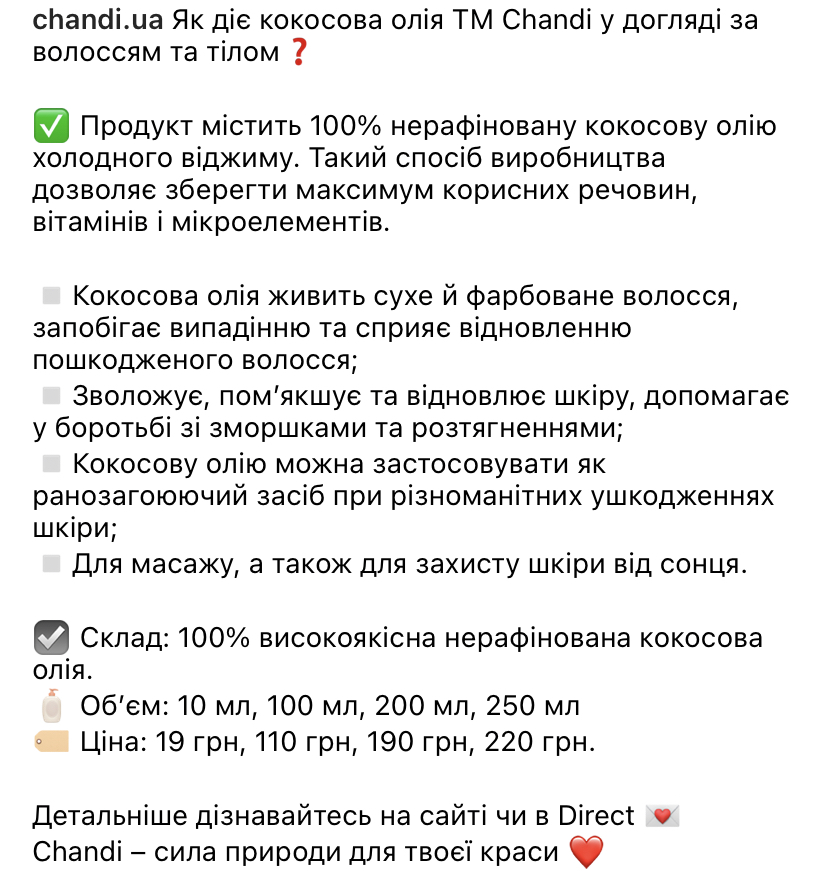 chandi.ua Як діє кокосова олія ТМ Chandi у догляді за
волоссям та тілом ❓
✅ Продукт містить 100% нерафіновану кокосову олію
холодного віджиму. Такий спосіб виробництва
дозволяє зберегти максимум корисних речовин,
вітамінів і мікроелементів.
◽ Кокосова олія живить сухе й фарбоване волосся,
запобігає випадінню та сприяє відновленню
пошкодженого волосся;
◽ Зволожує, пом’якшує та відновлює шкіру, допомагає
у боротьбі зі зморшками та розтягненнями;
◽ Кокосову олію можна застосовувати як
ранозагоюючий засіб при різноманітних ушкодженнях
шкіри;
◽ Для масажу, а також для захисту шкіри від сонця.
☑️ Склад: 100% високоякісна нерафінована кокосова
олія.
🧴 Об’єм: 10 мл, 100 мл, 200 мл, 250 мл
🏷️ Ціна: 19 грн, 110 грн, 190 грн, 220 грн.
Детальніше дізнавайтесь на сайті чи в Direct 💌
Chandi – сила природи для твоєї краси ❤️